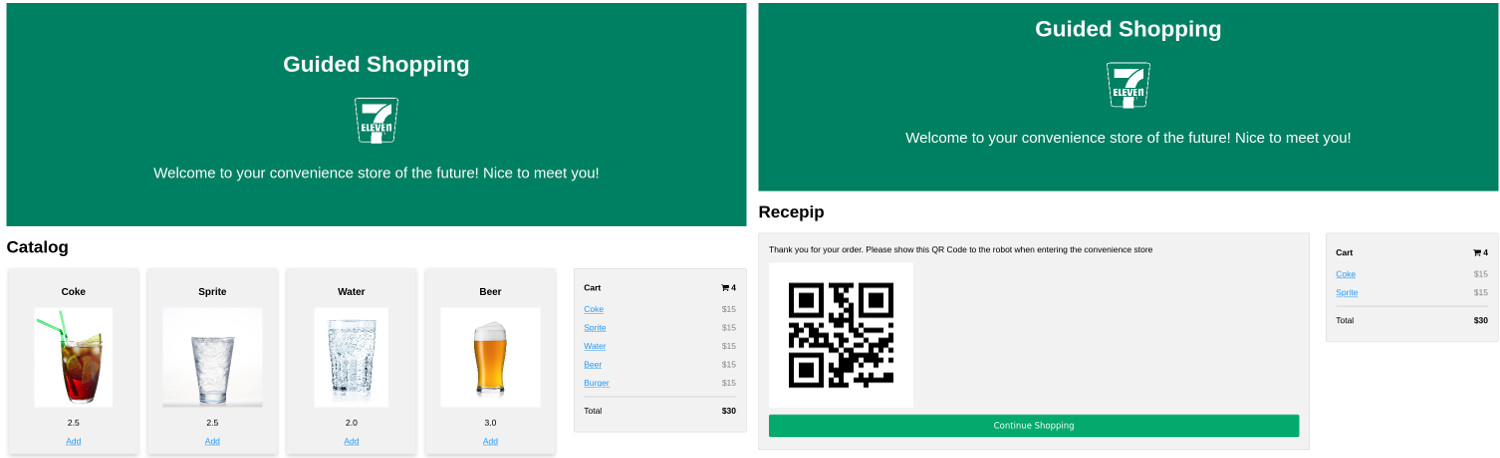 Guided Shopping
7
ELEVEn
Welcome to your convenience store of the future! Nice to meet you!
Catalog
Coke
2.5
Add
Sprite
2.5
Add
Water
2.0
Add
Beer
3.0
Add
Cart 4
Coke $15
Sprite $15
Water $15
Beer $15
Burger $15
Total $30
Guided Shopping
7
ELEVEn
Welcome to your convenience store of the future! Nice to meet you!
Recepip
Thank you for your order. Please show this QR Code to the robot when entering the convenience store
Continue Shopping
Cart 4
Coke $15
Sprite $15
Total $30